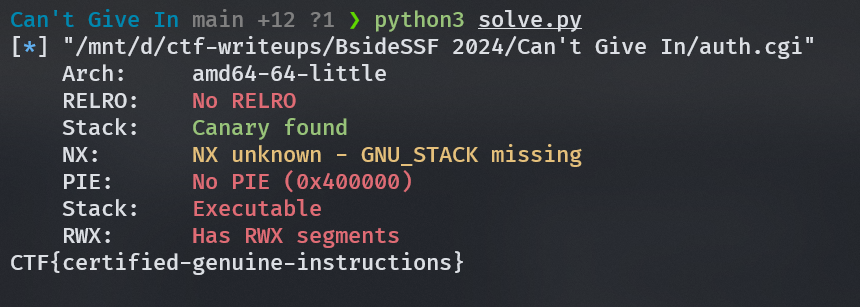 Can't Give In main +12 ?1 ❯ python3 solve.py
[*] "/mnt/d/ctf-writeups/BsideSSF 2024/Can't Give In/auth.cgi"
Arch: amd64-64-little
RELRO: No RELRO
Stack: Canary found
NX: NX unknown - GNU_STACK missing
PIE: No PIE (0x400000)
Stack: Executable
RWX: Has RWX segments
CTF{certified-genuine-instructions}